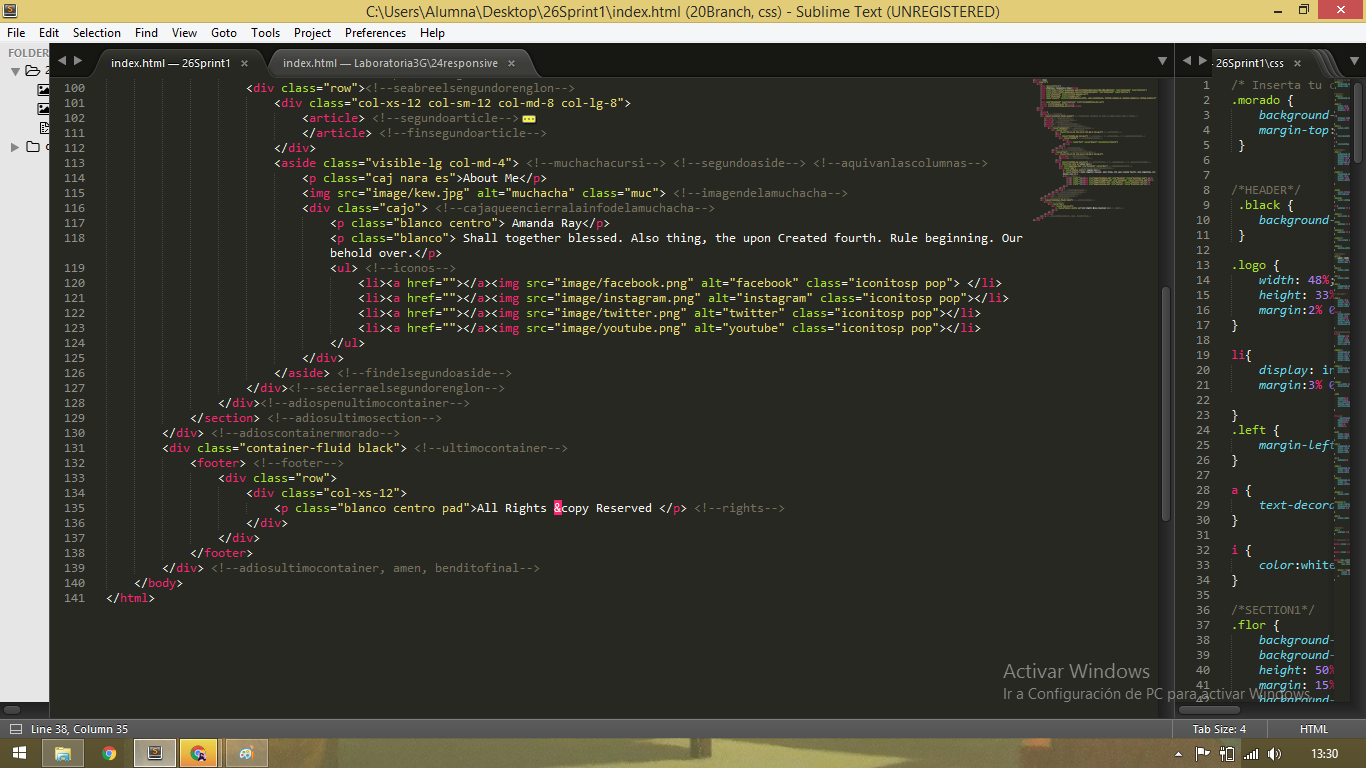 C:\Users\Alumna\Desktop\26Sprint1\index.html (20Branch, css) - Sublime Text (UNREGISTERED)
File Edit Selection Find View Goto Tools Project Preferences Help
FOLDER
index.html — 26Sprint1 × index.html — Laboratoria3G\24responsive ×
26Sprint1\css ×
100 <div class="row"><!--seabreelsengundorenglon-->
101 <div class="col-xs-12 col-sm-12 col-md-8 col-lg-8">
102 <article> <!--segundoarticle-->
111 </article> <!--finsegundoarticle-->
112 </div>
113 <aside class="visible-lg col-md-4"> <!--muchachacursi--> <!--segundoaside--> <!--aquivanlascolumnas-->
114 <p class="caj nara es">About Me</p>
115 <img src="image/kew.jpg" alt="muchacha" class="muc"> <!--imagendelamuchacha-->
116 <div class="cajo"> <!--cajaqueencierralainfodelamuchacha-->
117 <p class="blanco centro"> Amanda Ray</p>
118 <p class="blanco"> Shall together blessed. Also thing, the upon Created fourth. Rule beginning. Our
behold over.</p>
119 <ul> <!--iconos-->
120 <li><a href=""></a><img src="image/facebook.png" alt="facebook" class="iconitosp pop"> </li>
121 <li><a href=""></a><img src="image/instagram.png" alt="instagram" class="iconitosp pop"></li>
122 <li><a href=""></a><img src="image/twitter.png" alt="twitter" class="iconitosp pop"></li>
123 <li><a href=""></a><img src="image/youtube.png" alt="youtube" class="iconitosp pop"></li>
124 </ul>
125 </div>
126 </aside> <!--findelsegundoaside-->
127 </div><!--secierraelsegundorenglon-->
128 </div><!--adiospenultimocontainer-->
129 </section> <!--adiosultimosection-->
130 </div> <!--adioscontainermorado-->
131 <div class="container-fluid black"> <!--ultimocontainer-->
132 <footer> <!--footer-->
133 <div class="row">
134 <div class="col-xs-12">
135 <p class="blanco centro pad">All Rights &copy Reserved </p> <!--rights-->
136 </div>
137 </div>
138 </footer>
139 </div> <!--adiosultimocontainer, amen, benditofinal-->
140 </body>
141 </html>
1 /* Inserta tu
2 .morado {
3 background-
4 margin-top:
5 }
6
7
8 /*HEADER*/
9 .black {
10 background-
11 }
12
13 .logo {
14 width: 48%
15 height: 33%
16 margin:2%
17 }
18
19 li{
20 display:
21 margin:3%
22
23 }
24 .left {
25 margin-left
26 }
27
28 a {
29 text-decora
30 }
31
32 i {
33 color:white
34 }
35
36 /*SECTION1*/
37 .flor {
38 background-
39 background-
40 height: 50%
41 margin: 15%
42 background-
Activar Windows
Ir a Configuración de PC para activar Windows.
Line 38, Column 35 Tab Size: 4 HTML
13:30